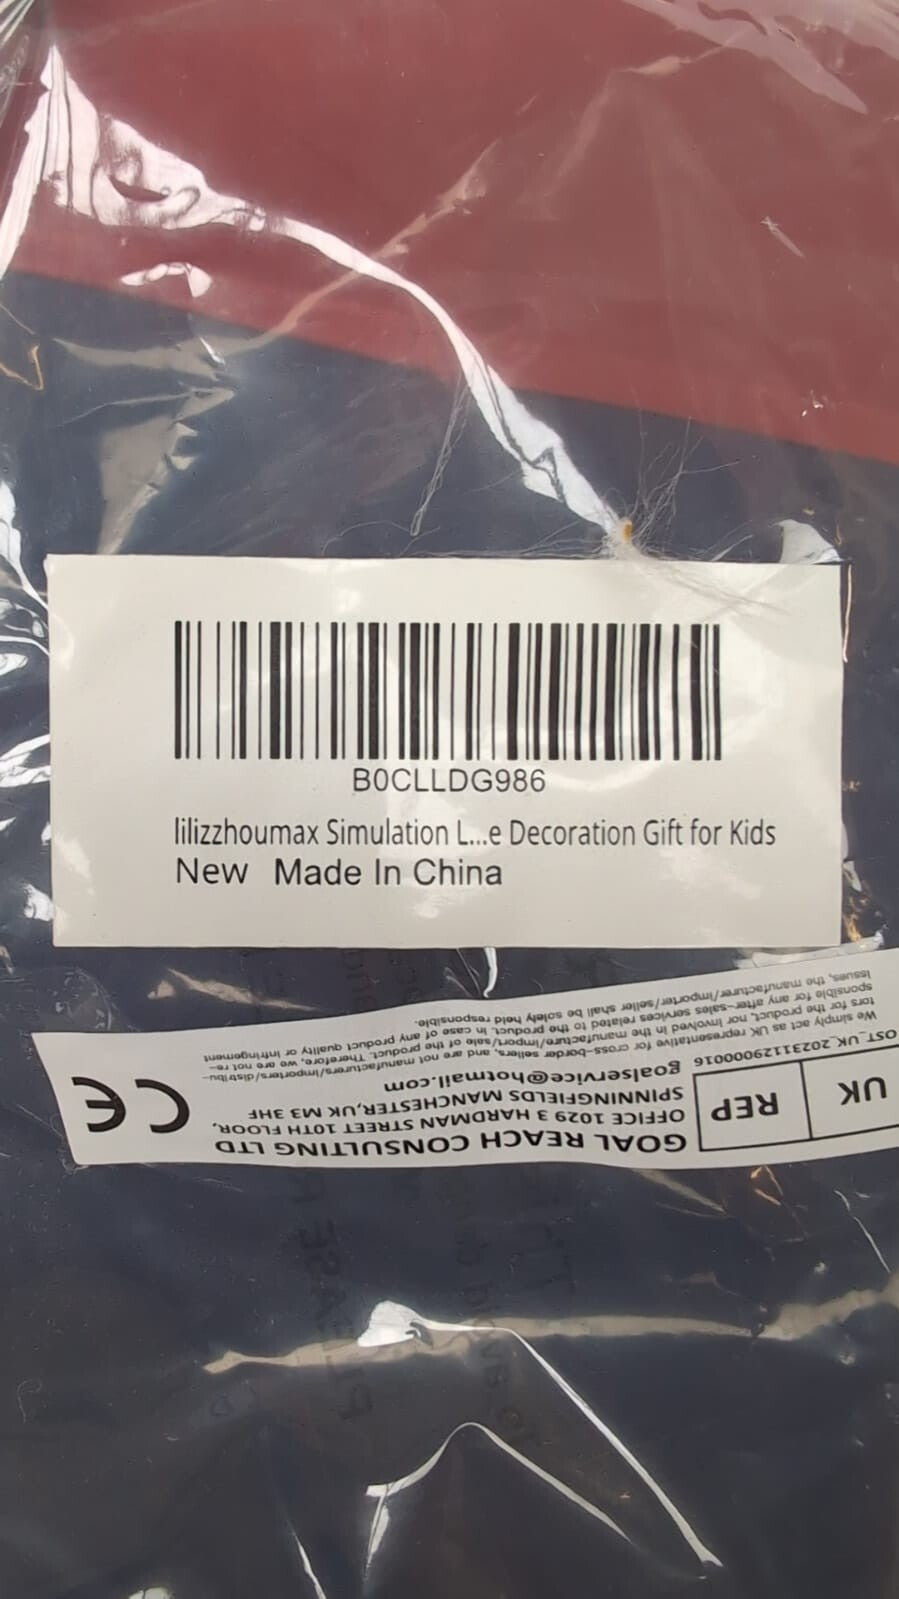 B0CLLDG986
lilizzhoumax Simulation L...e Decoration Gift for Kids
New Made In China
UK REP
GOAL REACH CONSULTING LTD
OFFICE 1029 3 HARDMAN STREET 10TH FLOOR,
SPINNINGFIELDS MANCHESTER,UK M3 3HF
goalservice@hotmail.com
CE
OST_UK_2023112900016
We simply act as UK representative for cross-border sellers, and are not manufacturers/importers/distribu-
tors for the product, nor involved in the manufacture/import/sale of the product. Therefore, we are not re-
sponsible for any after-sales services related to the product. In case of any product quality or infringement
issues, the manufacturer/importer/seller shall be solely held responsible.